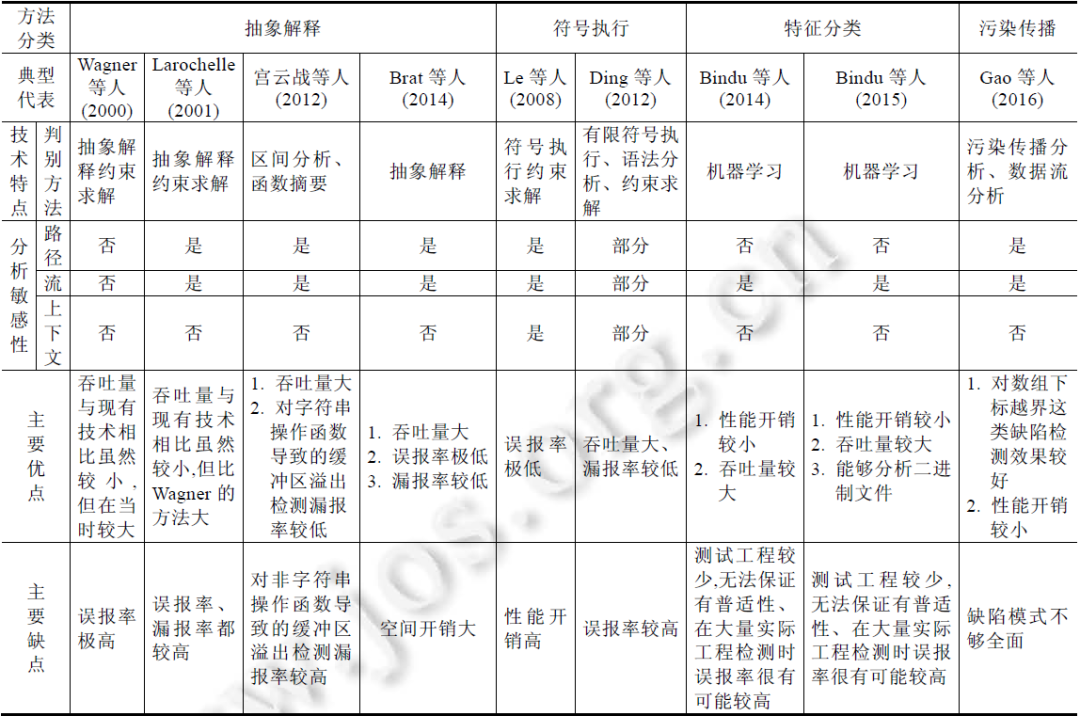 方法
分类
抽象解释
符号执行
特征分类
污染传播
典型
代表
Wagner
等人
(2000)
Larochelle
等人
(2001)
宫云战等人
(2012)
Brat 等人
(2014)
Le 等人
(2008)
Ding 等人
(2012)
Bindu 等人
(2014)
Bindu 等人
(2015)
Gao 等人
(2016)
技
术
特
点
判
别
方
法
抽象解
释约束
求解
抽象解释
约束求解
区间分析、
函数摘要
抽象解释
符号执
行约束
求解
有限符号执
行、语法分
析、约束求
解
机器学习
机器学习
污染传播分
析、数据流
分析
分
析
敏
感
性
路
径
否
是
是
是
是
部分
否
否
是
流
否
是
是
是
是
部分
是
是
是
上
下
文
否
否
否
否
是
部分
否
否
否
主
要
优
点
吞吐量
与现有
技术相
比虽然
较小,
但在当
时较大
吞吐量与
现有技术
相比虽然
较小,但比
Wagner 的
方法大
1. 吞吐量大
2. 对字符串
操作函数
导致的缓
冲区溢出
检测漏报
率较低
1. 吞吐量大
2. 误报率极低
3. 漏报率较低
误报率
极低
吞吐量大、
漏报率较低
1. 性能开销
较小
2. 吞吐量较
大
1. 性能开销较小
2. 吞吐量较大
3. 能够分析二进
制文件
1. 对数组下
标越界这
类缺陷检
测效果较
好
2. 性能开销
较小
主
要
缺
点
误报率
极高
误报率、
漏报率都
较高
对非字符串
操作函数导
致的缓冲区
溢出检测漏
报率较高
空间开销大
性能开
销高
误报率较高
测试工程较
少,无法保证
有普适性、
在大量实际
工程检测时
误报率很有
可能较高
测试工程较少,
无法保证有普适
性、在大量实际
工程检测时误报
率很有可能较高
缺陷模式不
够全面
www.jos.org.cn